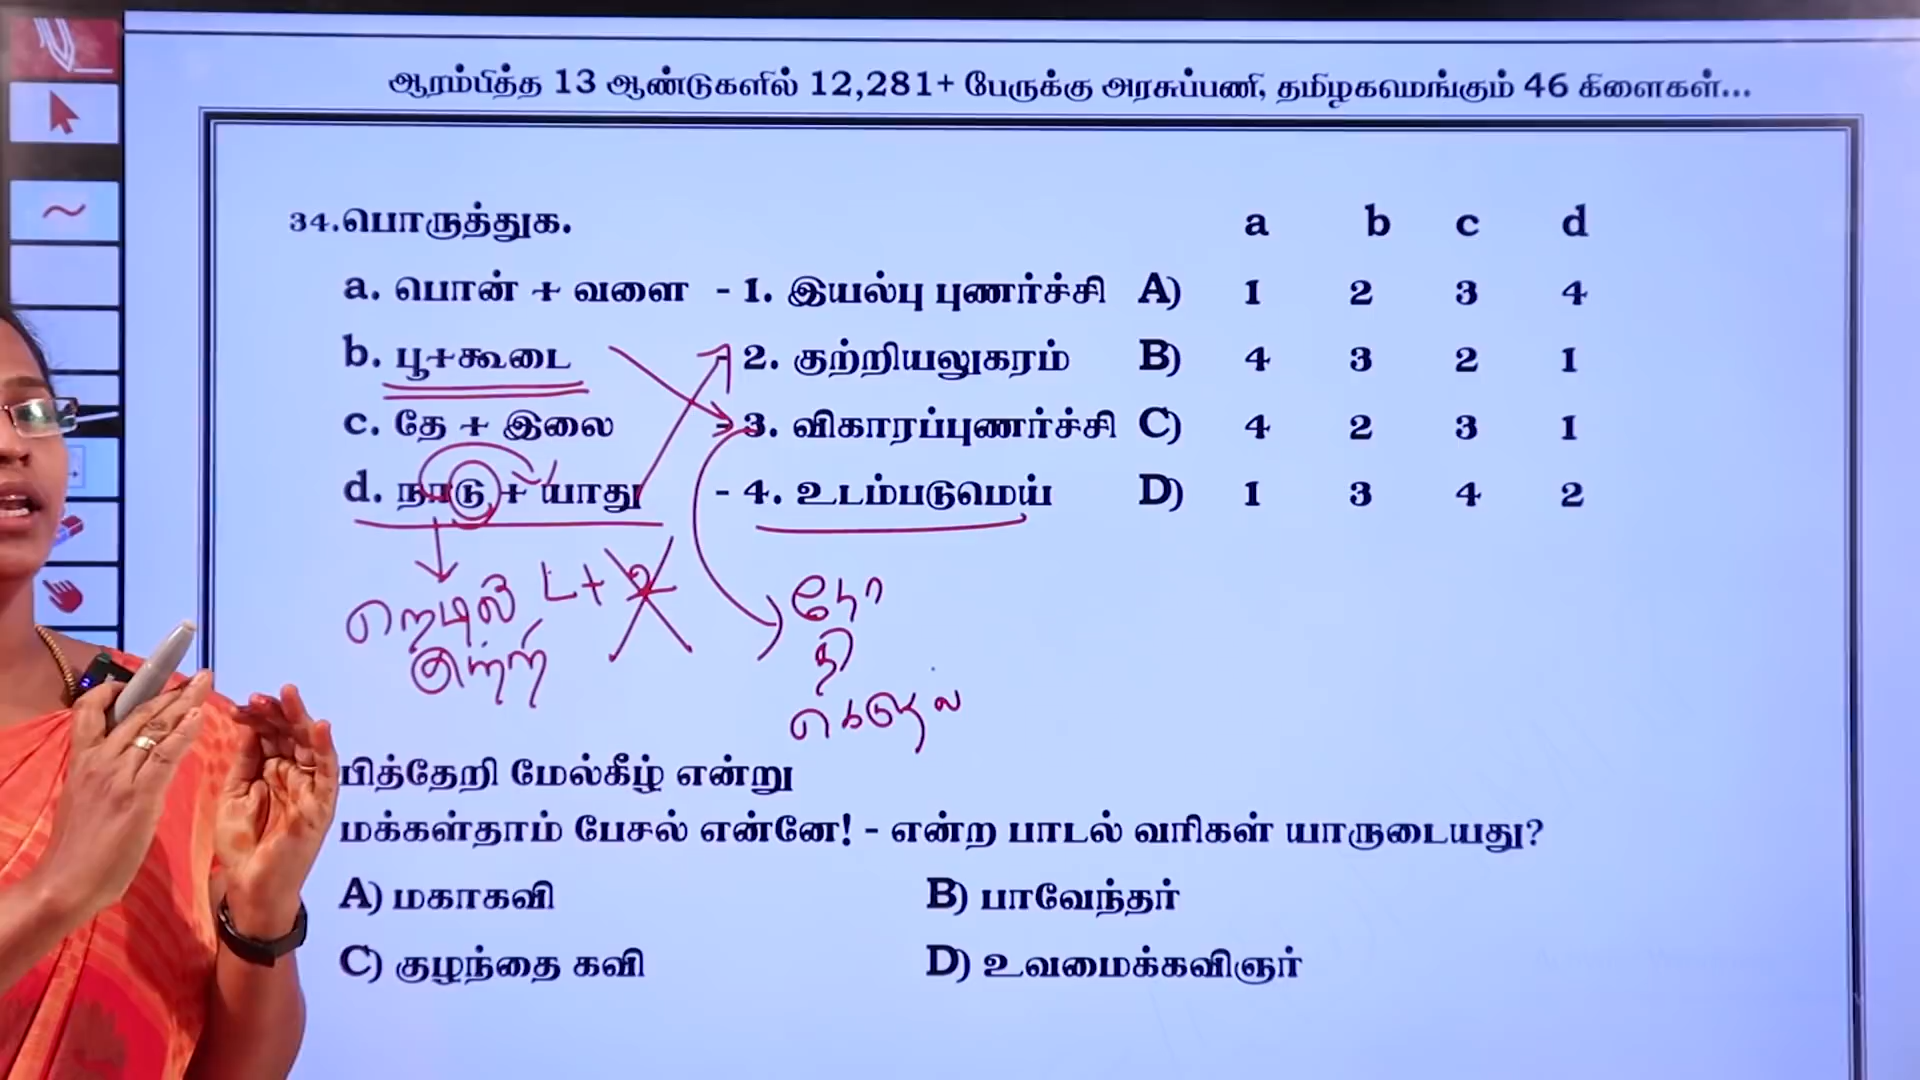 ஆரம்பித்த 13 ஆண்டுகளில் 12,281+ பேருக்கு அரசுப்பணி, தமிழகமெங்கும் 46 கிளைகள்...
34.பொருத்துக. a b c d
a. பொன் + வளை - 1. இயல்பு புணர்ச்சி A) 1 2 3 4
b. பூ+கூடை - 2. குற்றியலுகரம் B) 4 3 2 1
c. தே + இலை - 3. விகாரப்புணர்ச்சி C) 4 2 3 1
d. நாடு + யாது - 4. உடம்படுமெய் D) 1 3 4 2
நெடில் ட்+உ
குற்றி
தோ
தி
கெடுதல்
பித்தேறி மேல்கீழ் என்று
மக்கள்தாம் பேசல் என்னே! - என்ற பாடல் வரிகள் யாருடையது?
A) மகாகவி B) பாவேந்தர்
C) குழந்தை கவி D) உவமைக்கவிஞர்